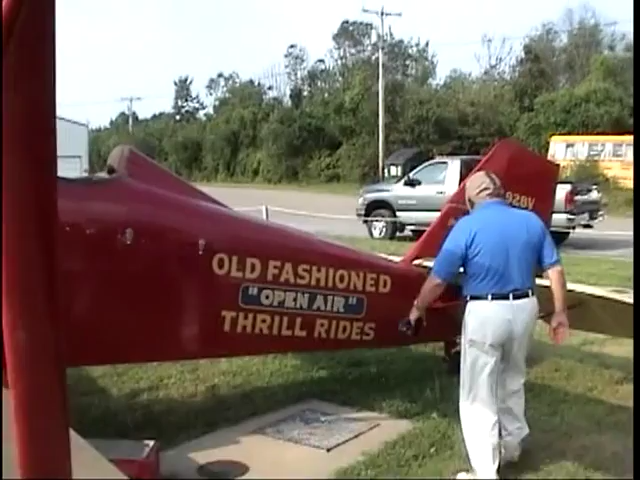 928V
OLD FASHIONED
"OPEN AIR"
THRILL RIDES